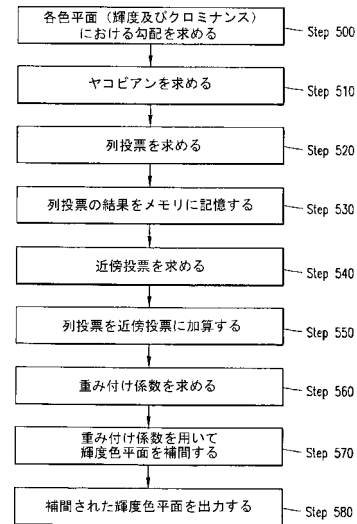 各色平面（輝度及びクロミナンス）
における勾配を求める
Step 500
ヤコビアンを求める
Step 510
列投票を求める
Step 520
列投票の結果をメモリに記憶する
Step 530
近傍投票を求める
Step 540
列投票を近傍投票に加算する
Step 550
重み付け係数を求める
Step 560
重み付け係数を用いて
輝度色平面を補間する
Step 570
補間された輝度色平面を出力する
Step 580